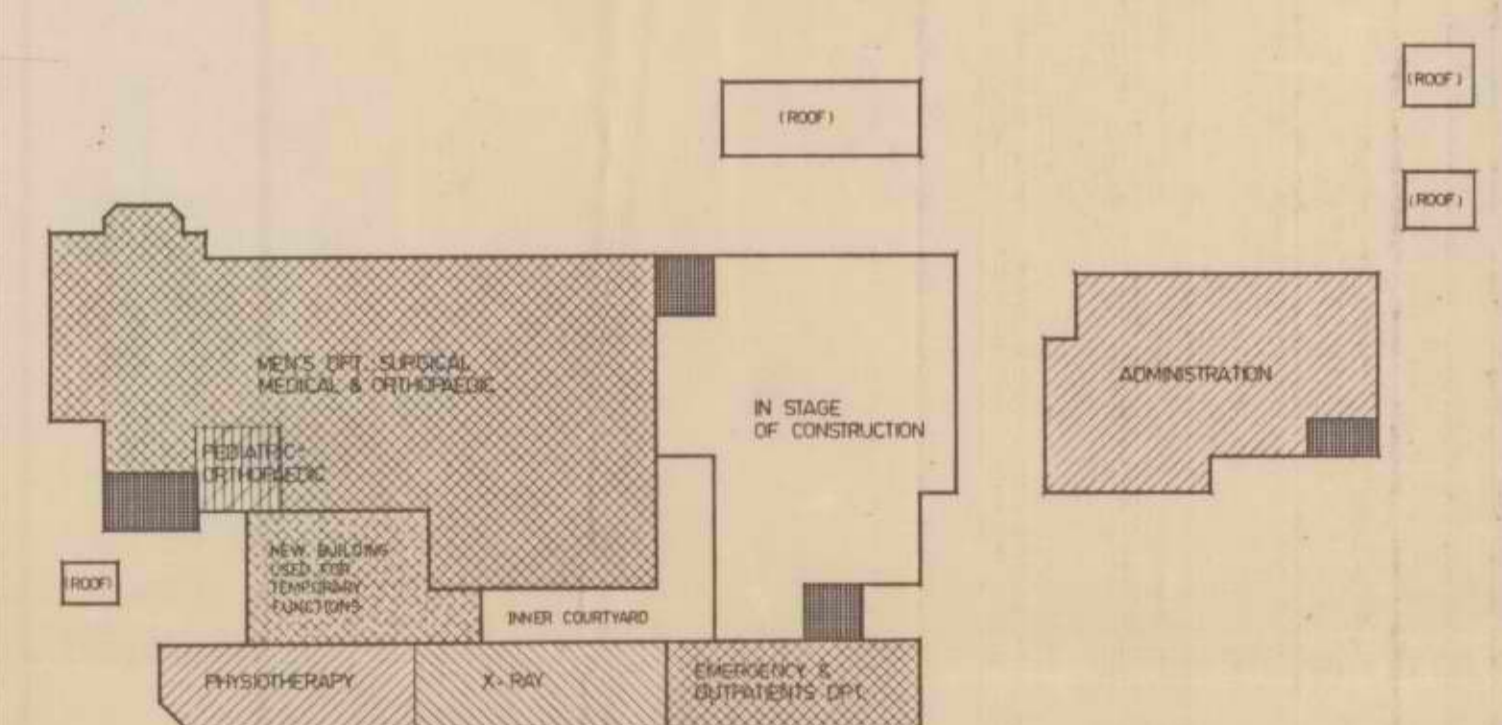 (ROOF)
(ROOF)
(ROOF)
MEN'S DPT. SURGICAL
MEDICAL & ORTHOPAEDIC
ADMINISTRATION
IN STAGE
OF CONSTRUCTION
PEDIATRIC-
ORTHOPAEDIC
NEW BUILDING
USED FOR
TEMPORARY
FUNCTIONS
(ROOF)
INNER COURTYARD
PHYSIOTHERAPY
X-RAY
EMERGENCY &
OUTPATIENTS DPT.